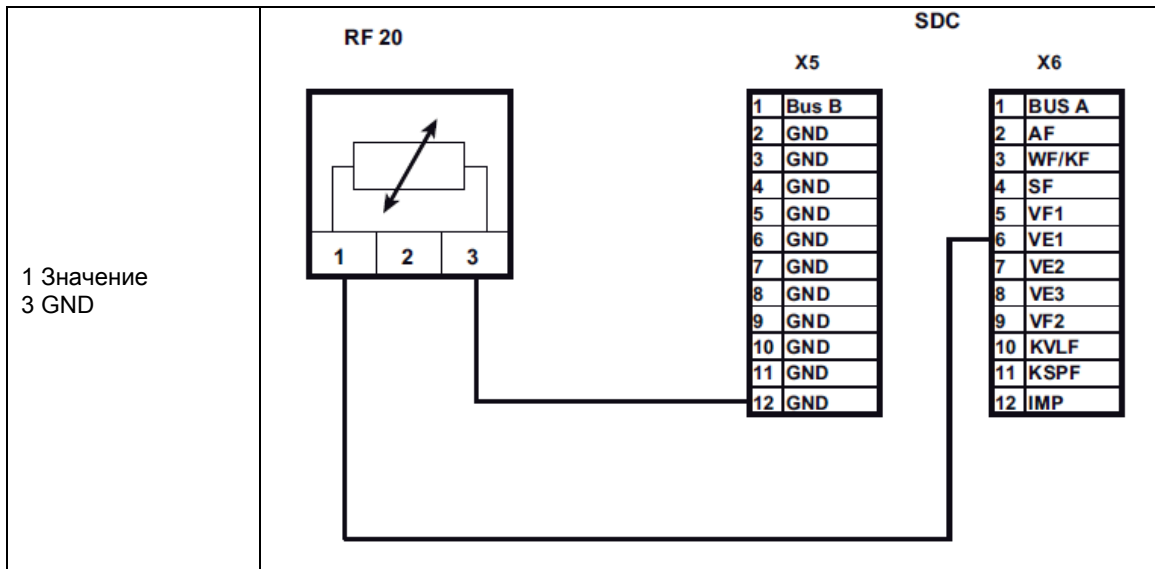 1 Значение
3 GND
RF 20
1 2 3
SDC
X5
1 Bus B
2 GND
3 GND
4 GND
5 GND
6 GND
7 GND
8 GND
9 GND
10 GND
11 GND
12 GND
X6
1 BUS A
2 AF
3 WF/KF
4 SF
5 VF1
6 VE1
7 VE2
8 VE3
9 VF2
10 KVLF
11 KSPF
12 IMP